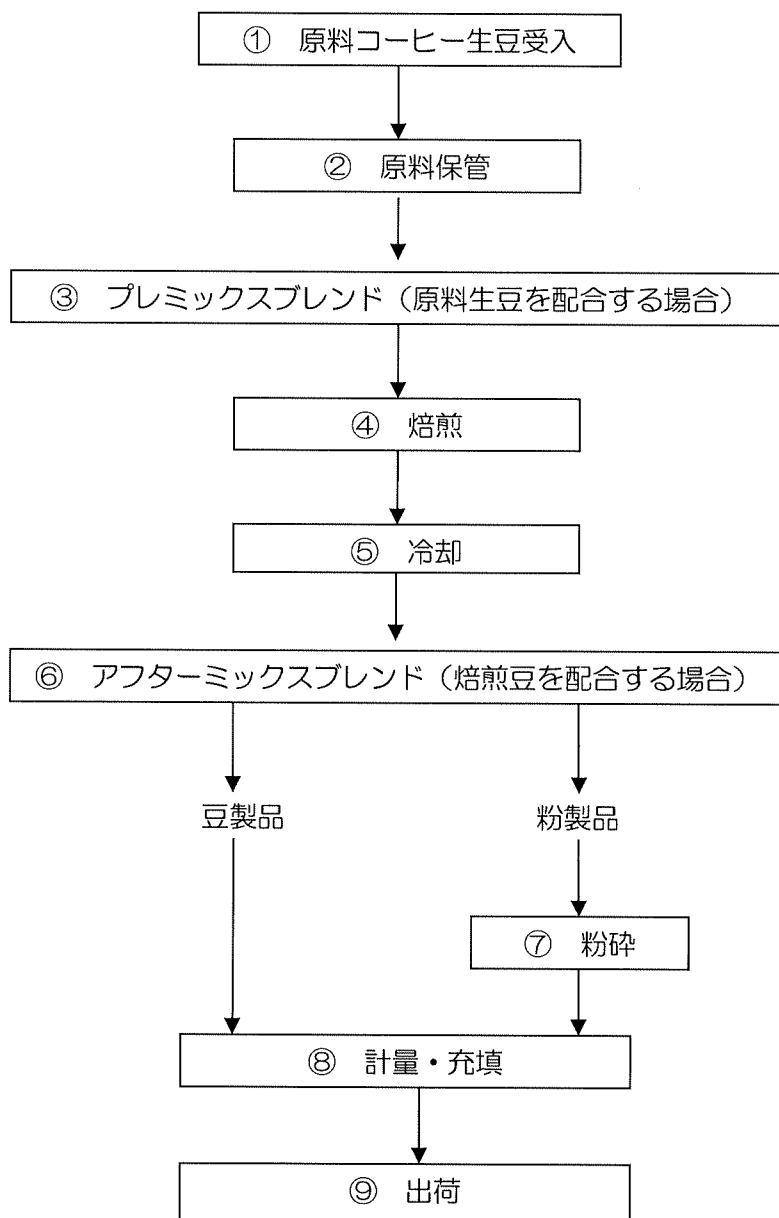 ① 原料コーヒー生豆受入
② 原料保管
③ プレミックスブレンド（原料生豆を配合する場合）
④ 焙煎
⑤ 冷却
⑥ アフターミックスブレンド（焙煎豆を配合する場合）
豆製品
粉製品
⑦ 粉砕
⑧ 計量・充填
⑨ 出荷